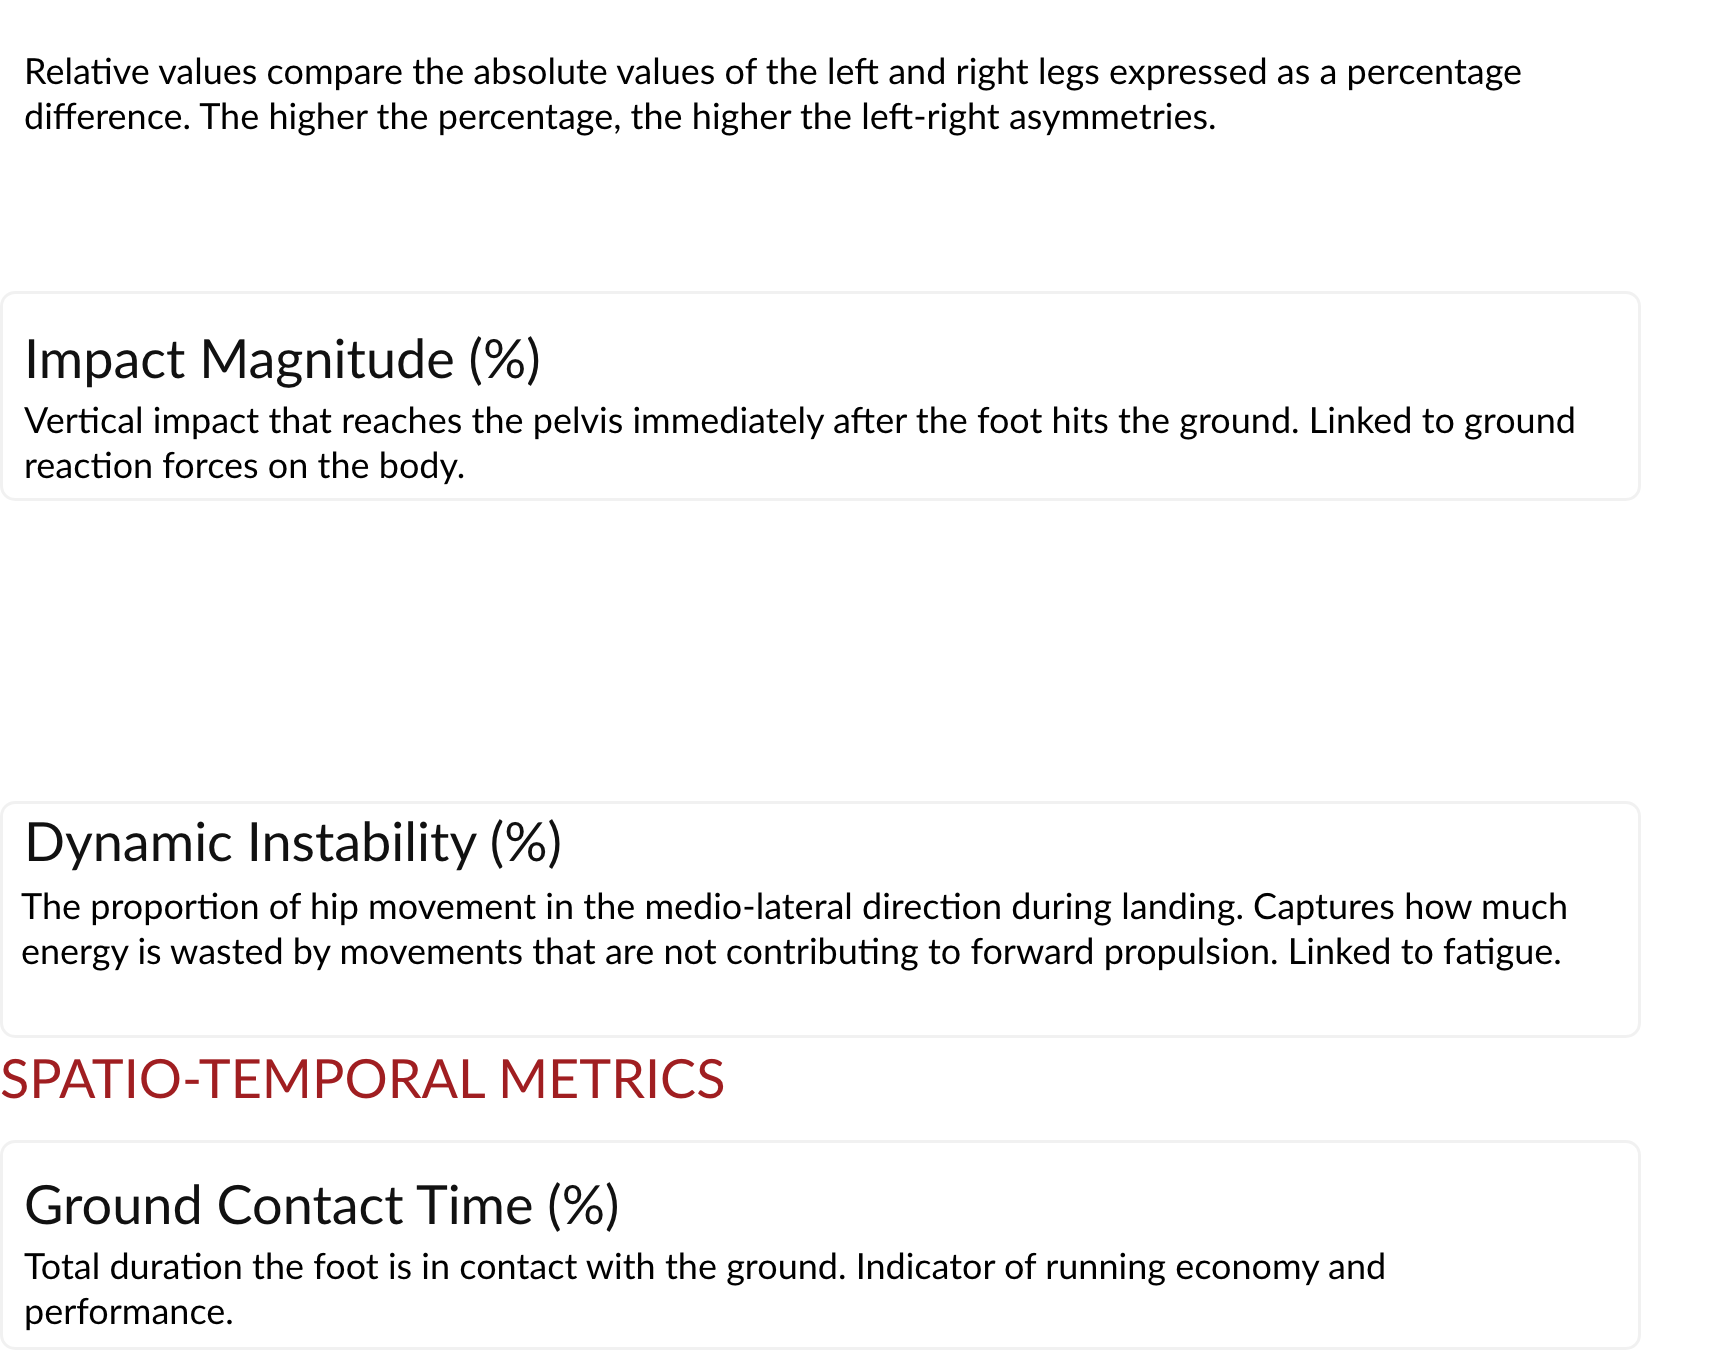 Relative values compare the absolute values of the left and right legs expressed as a percentage
difference. The higher the percentage, the higher the left-right asymmetries.
Impact Magnitude (%)
Vertical impact that reaches the pelvis immediately after the foot hits the ground. Linked to ground
reaction forces on the body.
Dynamic Instability (%)
The proportion of hip movement in the medio-lateral direction during landing. Captures how much
energy is wasted by movements that are not contributing to forward propulsion. Linked to fatigue.
SPATIO-TEMPORAL METRICS
Ground Contact Time (%)
Total duration the foot is in contact with the ground. Indicator of running economy and
performance.